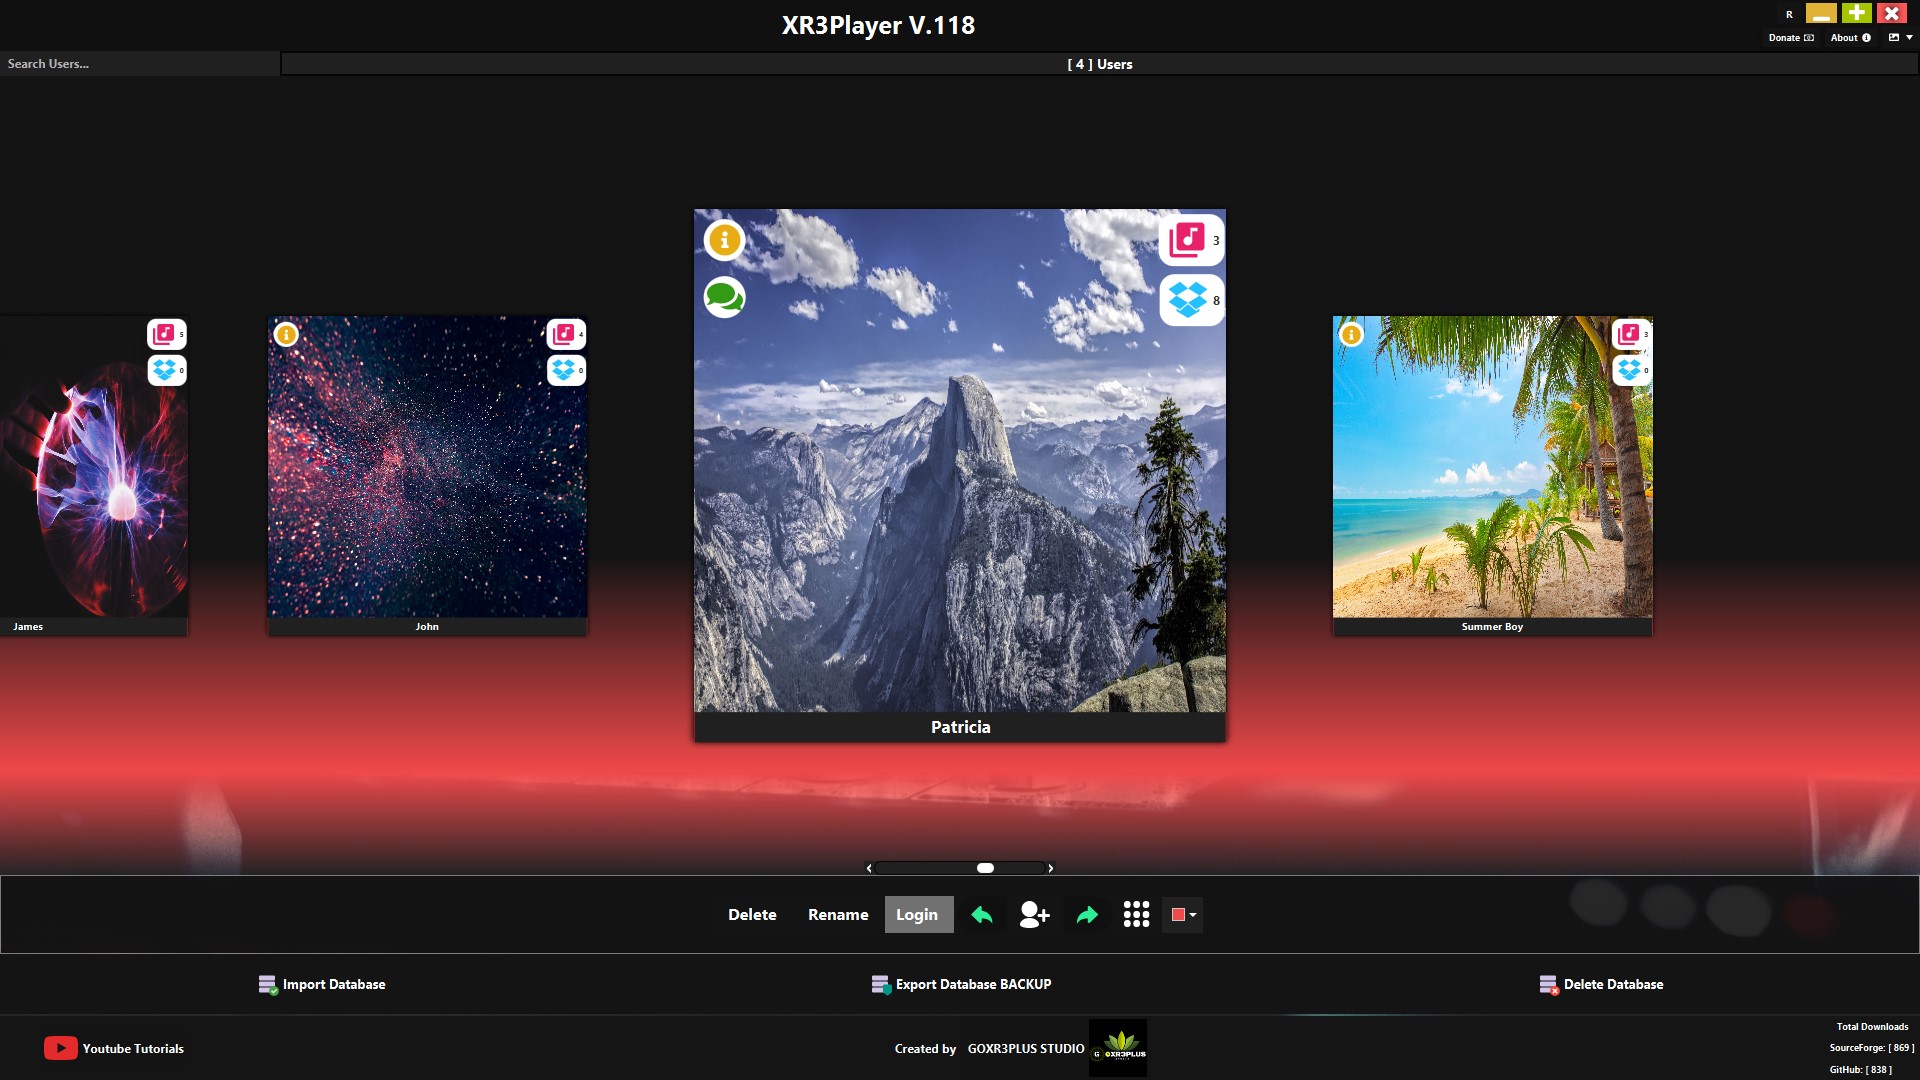 XR3Player V.118
R
Donate
About
Search Users...
[ 4 ] Users
3
8
5
0
4
0
3
0
James
John
Patricia
Summer Boy
Delete
Rename
Login
Import Database
Export Database BACKUP
Delete Database
Youtube Tutorials
Created by GOXR3PLUS STUDIO
G OXR3PLUS
Total Downloads
SourceForge: [ 869 ]
GitHub: [ 838 ]